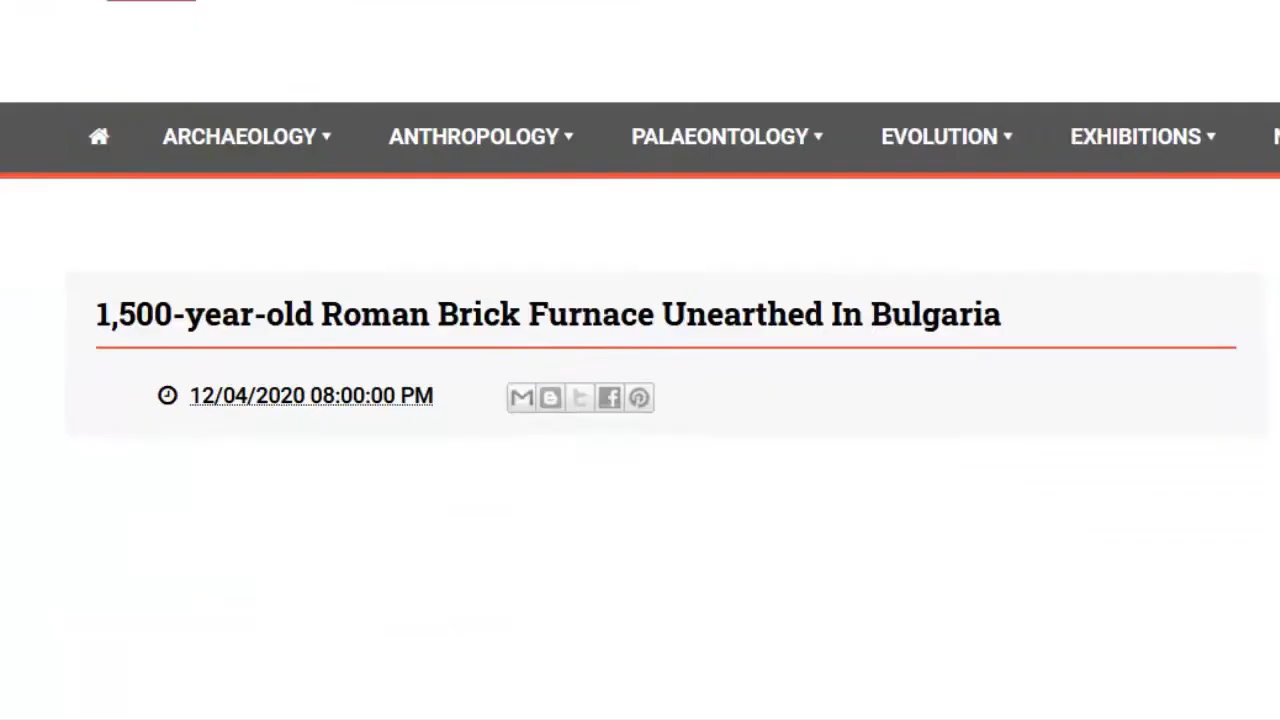 ARCHAEOLOGY ANTHROPOLOGY PALAEONTOLOGY EVOLUTION EXHIBITIONS
1,500-year-old Roman Brick Furnace Unearthed In Bulgaria
12/04/2020 08:00:00 PM